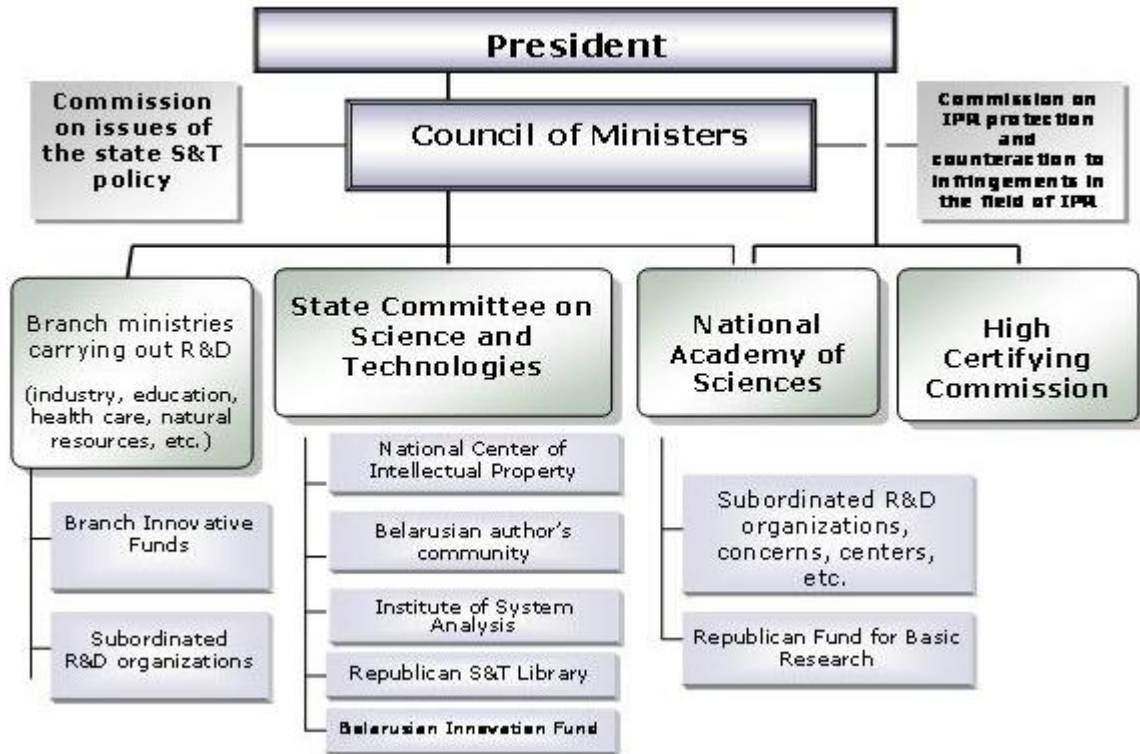 President
Commission
on issues of
the state S&T
policy
Council of Ministers
Commission on
IPR protection
and
counteraction to
infringements in
the field of IPR
Branch ministries
carrying out R&D
(industry, education,
health care, natural
resources, etc.)
Branch Innovative
Funds
Subordinated
R&D organizations
State Committee on
Science and
Technologies
National Center of
Intellectual Property
Belarusian author's
community
Institute of System
Analysis
Republican S&T Library
Belarusian Innovation Fund
National
Academy of
Sciences
Subordinated R&D
organizations,
concerns, centers,
etc.
Republican Fund for Basic
Research
High
Certifying
Commission